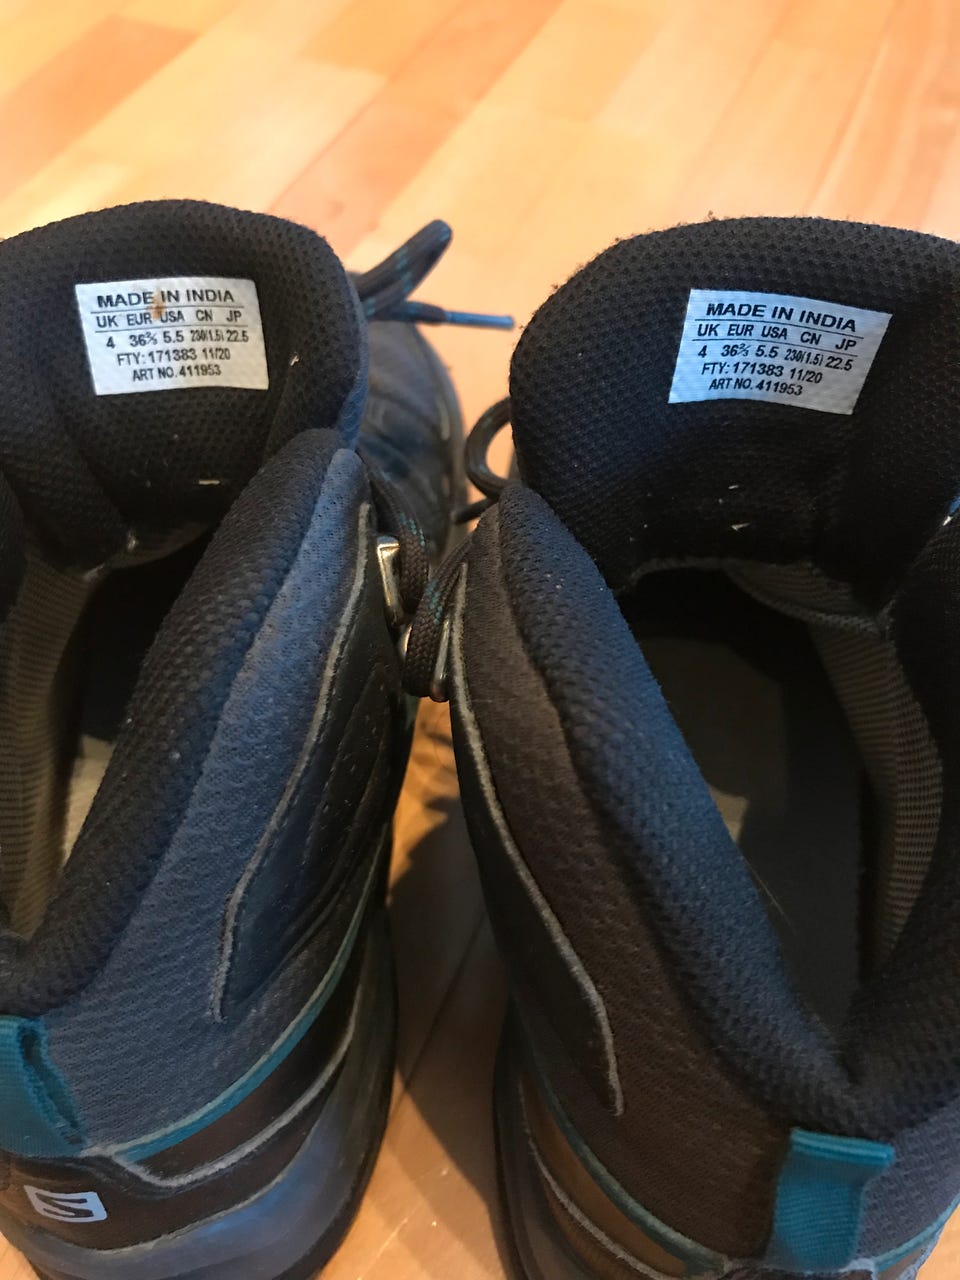 MADE IN INDIA
UK EUR USA CN JP
4 36⅔ 5.5 230(1.5) 22.5
FTY: 171383 11/20
ART NO. 411953
MADE IN INDIA
UK EUR USA CN JP
4 36⅔ 5.5 230(1.5) 22.5
FTY: 171383 11/20
ART NO. 411953
S